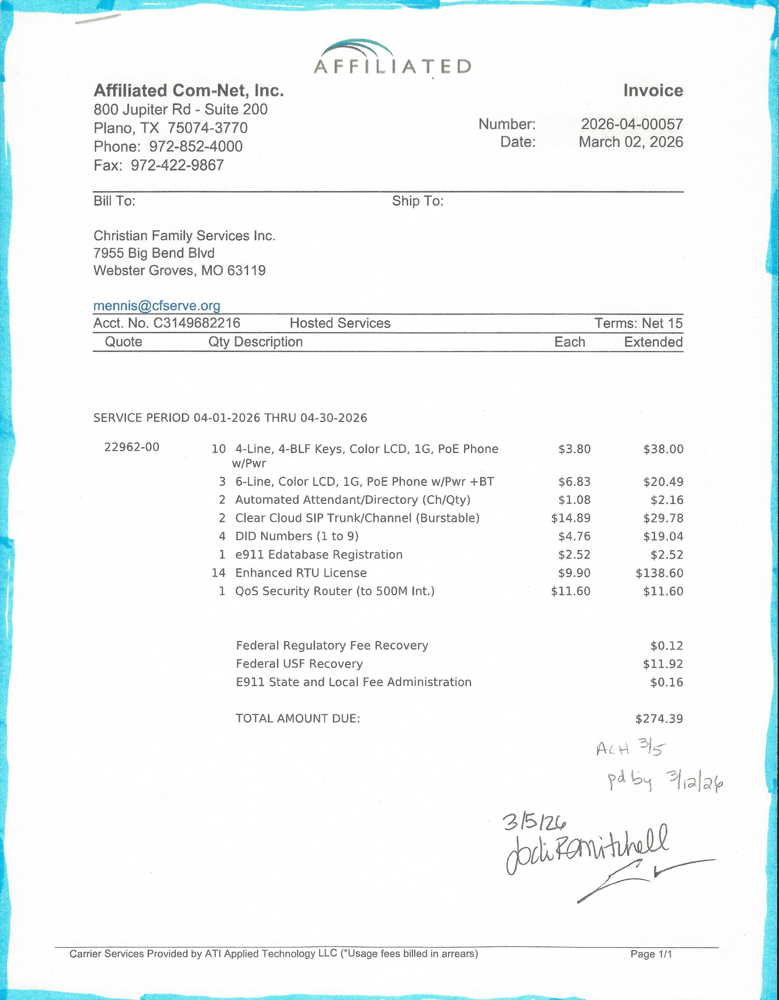 AFFILIATED
Affiliated Com-Net, Inc.
800 Jupiter Rd - Suite 200
Plano, TX 75074-3770
Phone: 972-852-4000
Fax: 972-422-9867
Invoice
Number: 2026-04-00057
Date: March 02, 2026
Bill To: Ship To:
Christian Family Services Inc.
7955 Big Bend Blvd
Webster Groves, MO 63119
mennis@cfserve.org
Acct. No. C3149682216 Hosted Services Terms: Net 15
Quote Qty Description Each Extended
SERVICE PERIOD 04-01-2026 THRU 04-30-2026
22962-00 10 4-Line, 4-BLF Keys, Color LCD, 1G, PoE Phone $3.80 $38.00
w/Pwr
3 6-Line, Color LCD, 1G, PoE Phone w/Pwr +BT $6.83 $20.49
2 Automated Attendant/Directory (Ch/Qty) $1.08 $2.16
2 Clear Cloud SIP Trunk/Channel (Burstable) $14.89 $29.78
4 DID Numbers (1 to 9) $4.76 $19.04
1 e911 Edatabase Registration $2.52 $2.52
14 Enhanced RTU License $9.90 $138.60
1 QoS Security Router (to 500M Int.) $11.60 $11.60
Federal Regulatory Fee Recovery $0.12
Federal USF Recovery $11.92
E911 State and Local Fee Administration $0.16
TOTAL AMOUNT DUE: $274.39
ACH 3/5
pd by 3/12/26
3/5/26
Jodi R Mitchell
Carrier Services Provided by ATI Applied Technology LLC (*Usage fees billed in arrears) Page 1/1